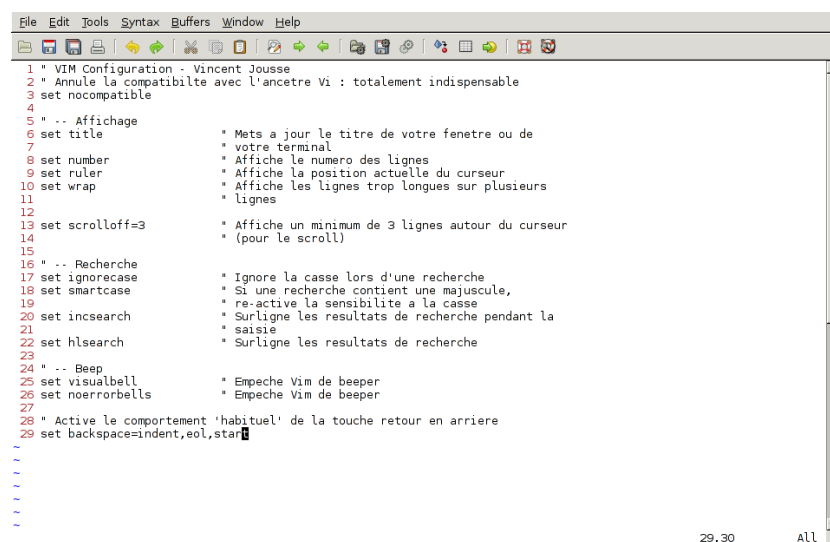 File Edit Tools Syntax Buffers Window Help
1 " VIM Configuration - Vincent Jousse
2 " Annule la compatibilte avec l'ancetre Vi : totalement indispensable
3 set nocompatible
4
5 " -- Affichage
6 set title " Mets a jour le titre de votre fenetre ou de
7 " votre terminal
8 set number " Affiche le numero des lignes
9 set ruler " Affiche la position actuelle du curseur
10 set wrap " Affiche les lignes trop longues sur plusieurs
11 " lignes
12
13 set scrolloff=3 " Affiche un minimum de 3 lignes autour du curseur
14 " (pour le scroll)
15
16 " -- Recherche
17 set ignorecase " Ignore la casse lors d'une recherche
18 set smartcase " Si une recherche contient une majuscule,
19 " re-active la sensibilite a la casse
20 set incsearch " Surligne les resultats de recherche pendant la
21 " saisie
22 set hlsearch " Surligne les resultats de recherche
23
24 " -- Beep
25 set visualbell " Empeche Vim de beeper
26 set noerrorbells " Empeche Vim de beeper
27
28 " Active le comportement 'habituel' de la touche retour en arriere
29 set backspace=indent,eol,start
~
~
~
~
~
~
~
29,30 All